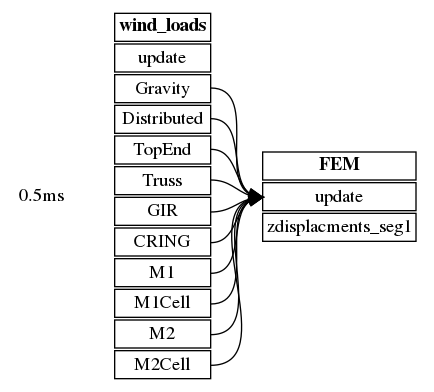 0.5ms
wind_loads
update
Gravity
Distributed
TopEnd
Truss
GIR
CRING
M1
M1Cell
M2
M2Cell
FEM
update
zdisplacments_seg1